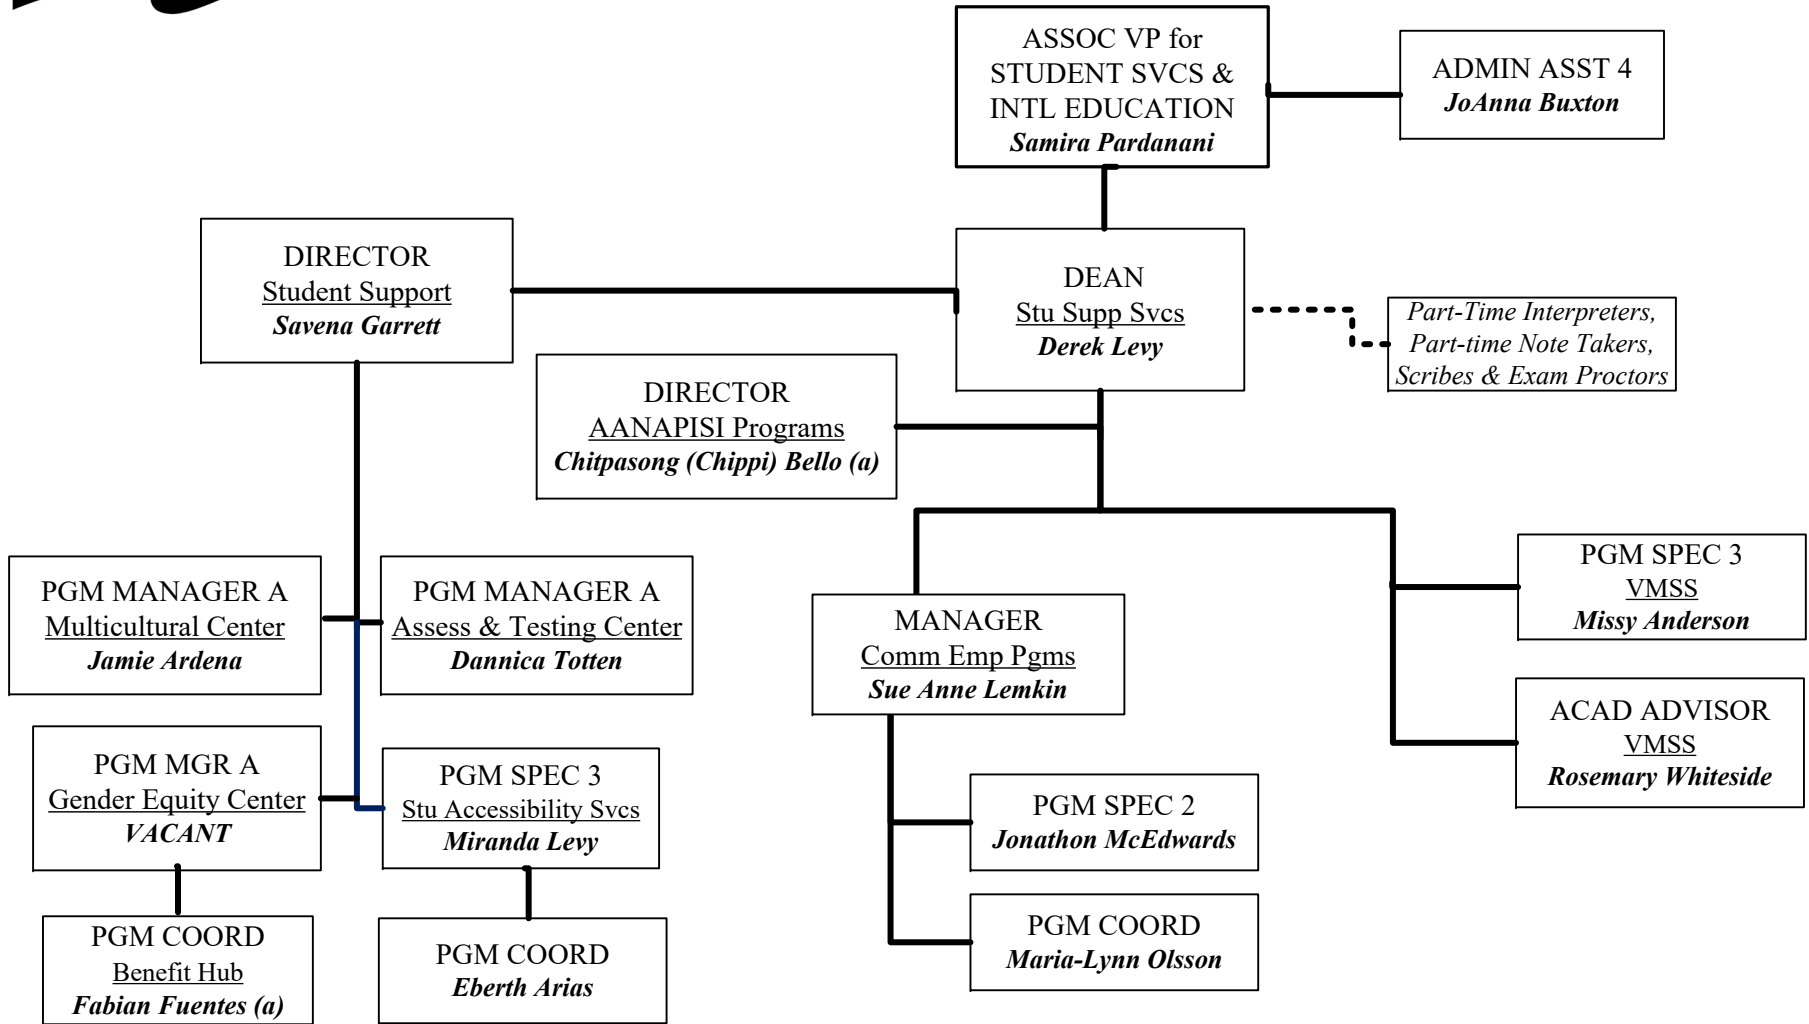 ASSOC VP for
STUDENT SVCS &
INTL EDUCATION
Samira Pardanani
ADMIN ASST 4
JoAnna Buxton
DIRECTOR
Student Support
Savena Garrett
DEAN
Stu Supp Svcs
Derek Levy
Part-Time Interpreters,
Part-time Note Takers,
Scribes & Exam Proctors
DIRECTOR
AANAPISI Programs
Chitpasong (Chippi) Bello (a)
PGM MANAGER A
Multicultural Center
Jamie Ardena
PGM MANAGER A
Assess & Testing Center
Dannica Totten
MANAGER
Comm Emp Pgms
Sue Anne Lemkin
PGM SPEC 3
VMSS
Missy Anderson
ACAD ADVISOR
VMSS
Rosemary Whiteside
PGM MGR A
Gender Equity Center
VACANT
PGM SPEC 3
Stu Accessibility Svcs
Miranda Levy
PGM SPEC 2
Jonathon McEdwards
PGM COORD
Maria-Lynn Olsson
PGM COORD
Benefit Hub
Fabian Fuentes (a)
PGM COORD
Eberth Arias